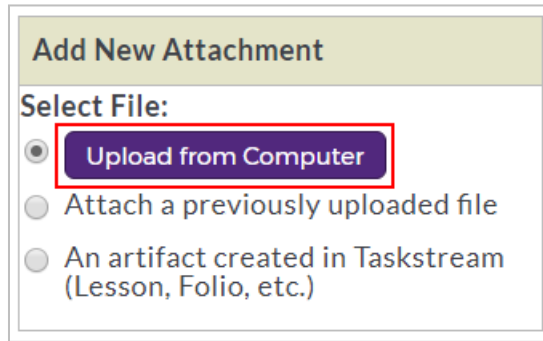 Add New Attachment
Select File:
Upload from Computer
Attach a previously uploaded file
An artifact created in Taskstream
(Lesson, Folio, etc.)